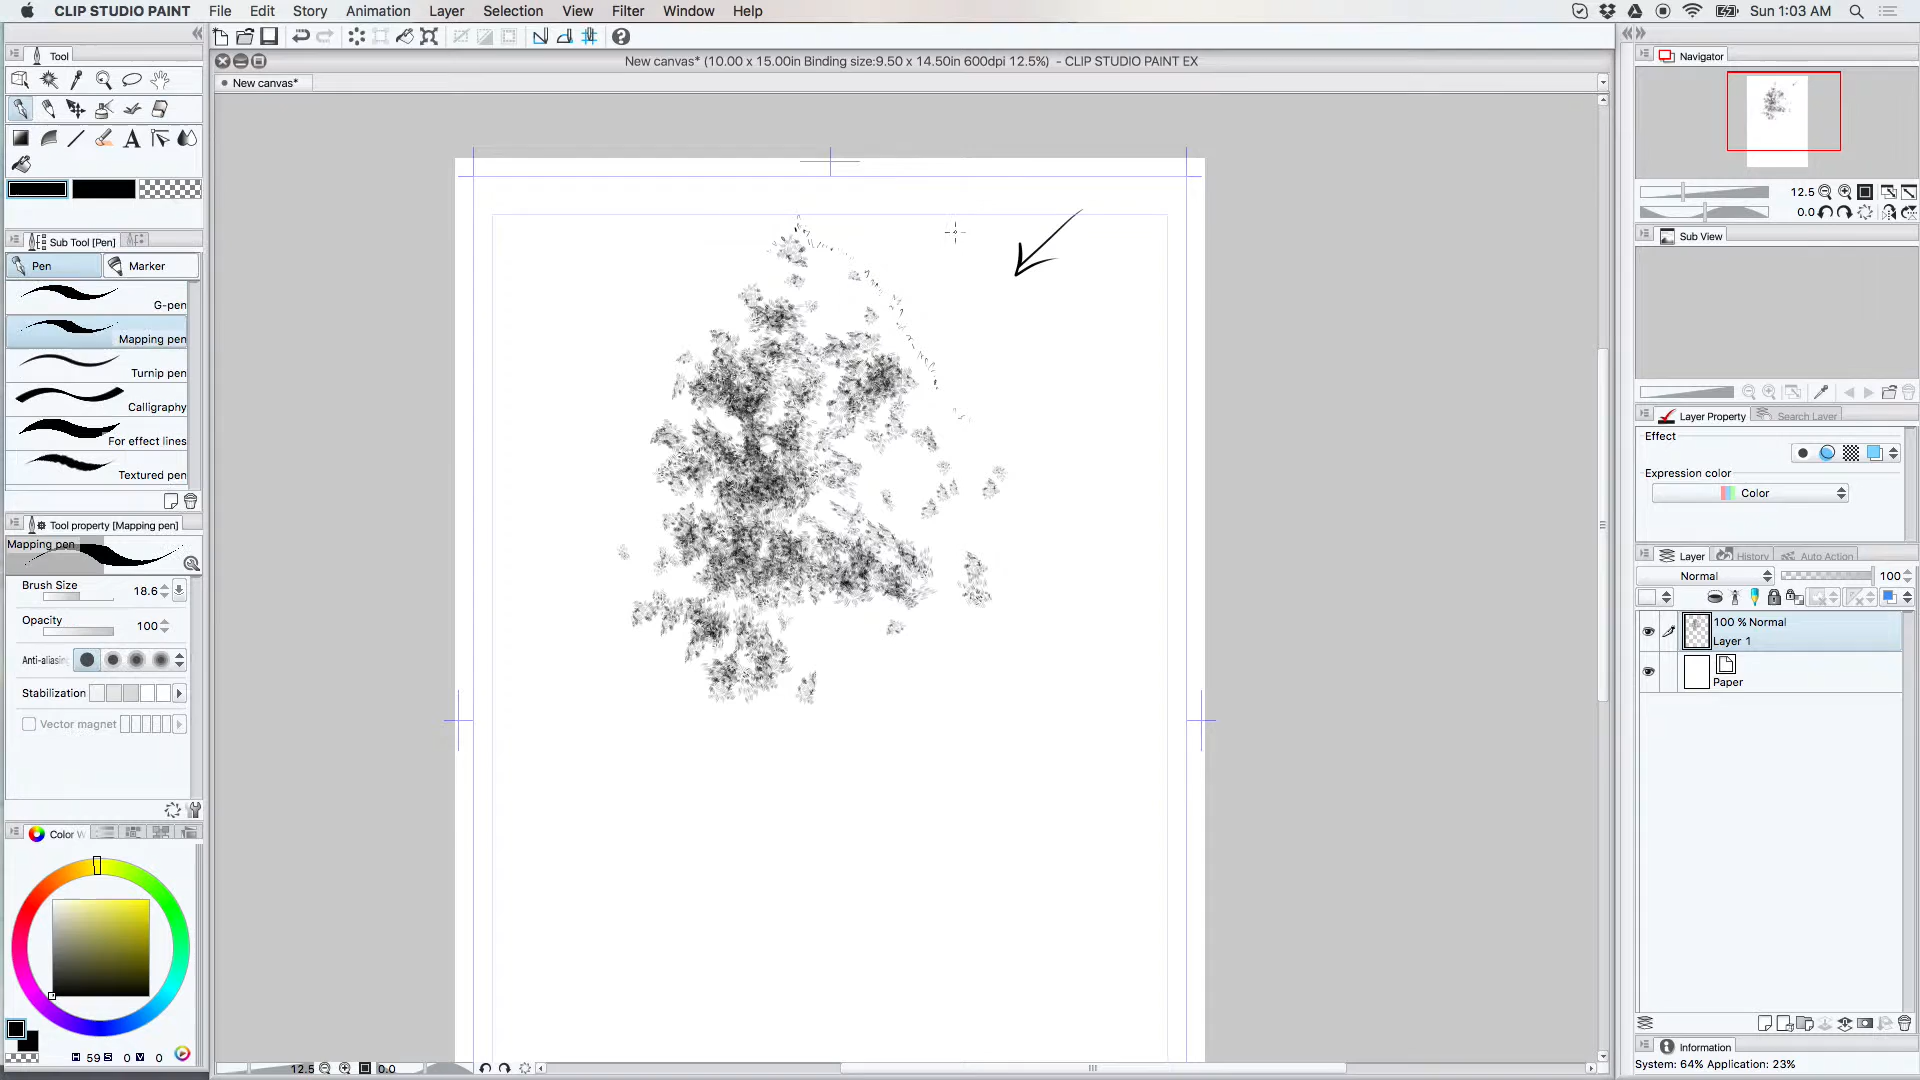 CLIP STUDIO PAINT File Edit Story Animation Layer Selection View Filter Window Help Sun 1:03 AM
New canvas* (10.00 x 15.00in Binding size:9.50 x 14.50in 600dpi 12.5%) - CLIP STUDIO PAINT EX
New canvas*
Tool
Sub Tool [Pen]
Pen Marker
G-pen
Mapping pen
Turnip pen
Calligraphy
For effect lines
Textured pen
Tool property [Mapping pen]
Mapping pen
Brush Size 18.6
Opacity 100
Anti-aliasing
Stabilization
Vector magnet
Color W
H 59 S 0 V 0
12.5 0.0
Navigator
12.5
0.0
Sub View
Layer Property Search Layer
Effect
Expression color
Color
Layer History Auto Action
Normal 100
100 % Normal
Layer 1
Paper
Information
System: 64% Application: 23%